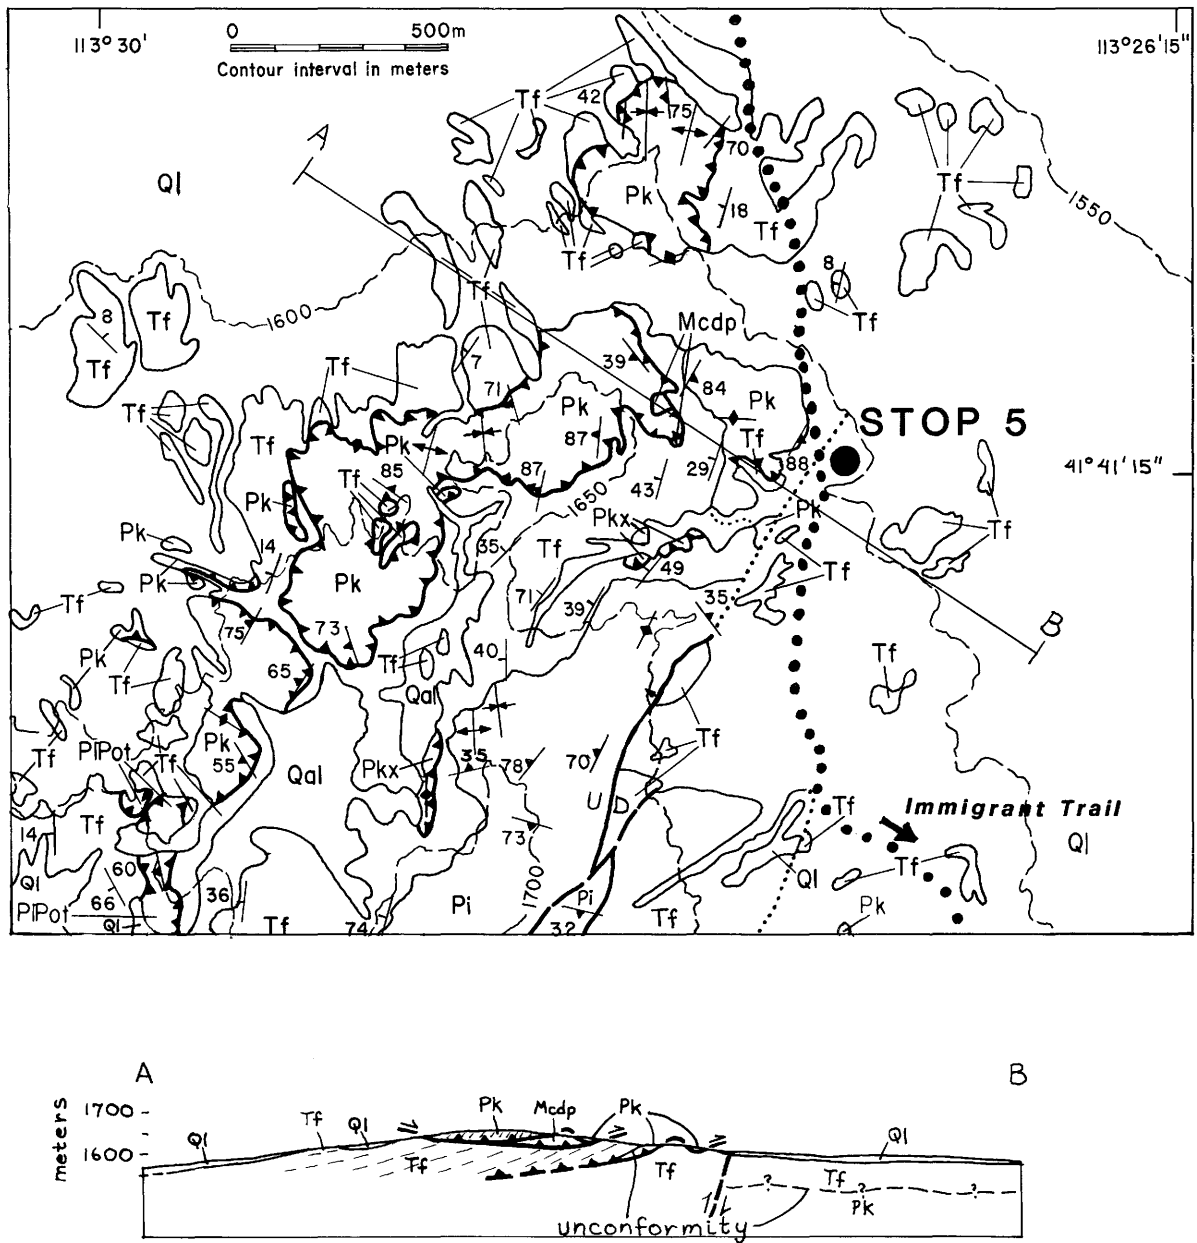 113°30'
0 500m
Contour interval in meters
113°26'15"
A
Tf
42
75
70
Ql
Pk
18
Tf
Tf
1550
Tf
8
Tf
Tf
1600
8
Tf
Tf
Mcdp
39
84
Tf
7
71
Pk
Pk
Tf
STOP 5
Tf
Tf
Pk
87
88
85
Tf
87
29
41°41'15"
43
Pk
1650
Pkx
Pk
Tf
Pk
14
35
Tf
49
Tf
Pk
Pk
71
39
35
Tf
75
73
B
Pk
65
Tf
40
Tf
Tf
Qal
Tf
Pk
PlPot
Tf
Tf
55
Qal
Pkx
35
78
70
Tf
U D
Tf
Immigrant Trail
14
Tf
73
Ql
60
Tf
Ql
66
36
1700
Pi
Pi
Ql
Pk
PlPot
Ql
Tf
74
32
Tf
A
B
meters
1700
1600
Ql
Tf
Ql
Pk
Mcdp
Pk
Ql
Tf
Tf
Tf
? ? ?
Pk
unconformity